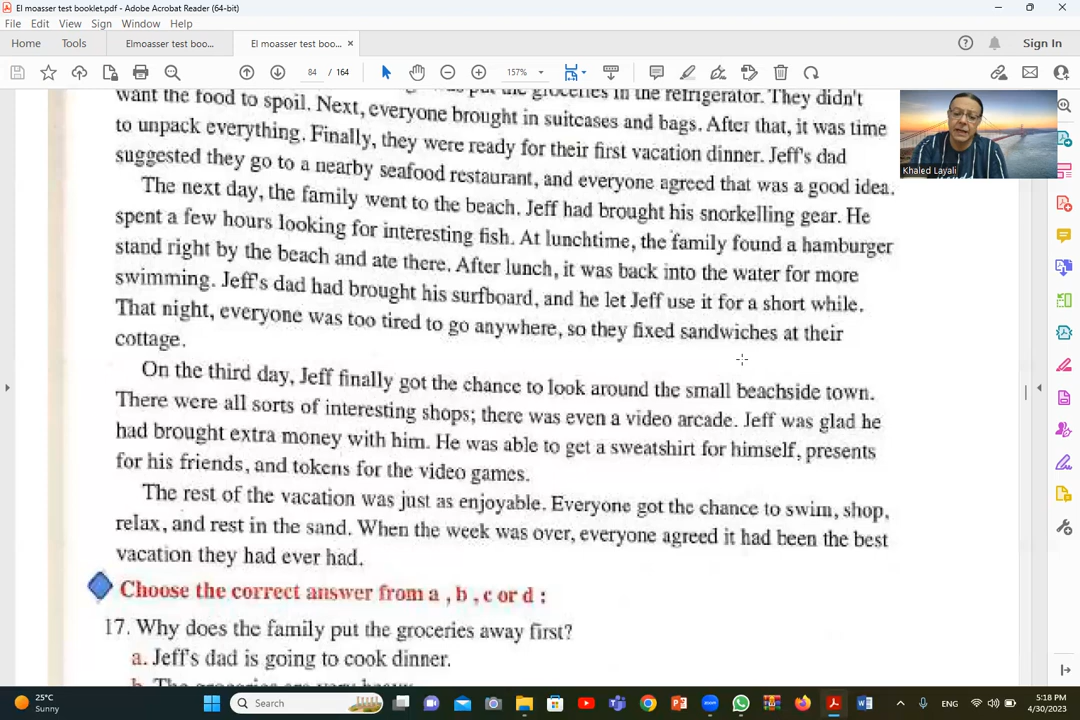 El moasser test booklet.pdf - Adobe Acrobat Reader (64-bit)
File Edit View Sign Window Help
Home Tools Elmoasser test boo... El moasser test boo... × Sign In
84 / 164 157%
put the groceries in the refrigerator. They didn't
want the food to spoil. Next, everyone brought in suitcases and bags. After that, it was time
to unpack everything. Finally, they were ready for their first vacation dinner. Jeff's dad
suggested they go to a nearby seafood restaurant, and everyone agreed that was a good idea.
The next day, the family went to the beach. Jeff had brought his snorkelling gear. He
spent a few hours looking for interesting fish. At lunchtime, the family found a hamburger
stand right by the beach and ate there. After lunch, it was back into the water for more
swimming. Jeff's dad had brought his surfboard, and he let Jeff use it for a short while.
That night, everyone was too tired to go anywhere, so they fixed sandwiches at their
cottage.
On the third day, Jeff finally got the chance to look around the small beachside town.
There were all sorts of interesting shops; there was even a video arcade. Jeff was glad he
had brought extra money with him. He was able to get a sweatshirt for himself, presents
for his friends, and tokens for the video games.
The rest of the vacation was just as enjoyable. Everyone got the chance to swim, shop,
relax, and rest in the sand. When the week was over, everyone agreed it had been the best
vacation they had ever had.
Choose the correct answer from a , b , c or d :
17. Why does the family put the groceries away first?
a. Jeff's dad is going to cook dinner.
b. The groceries are very heavy.
Khaled Layali
25°C
Sunny
Search
ENG
5:18 PM
4/30/2023